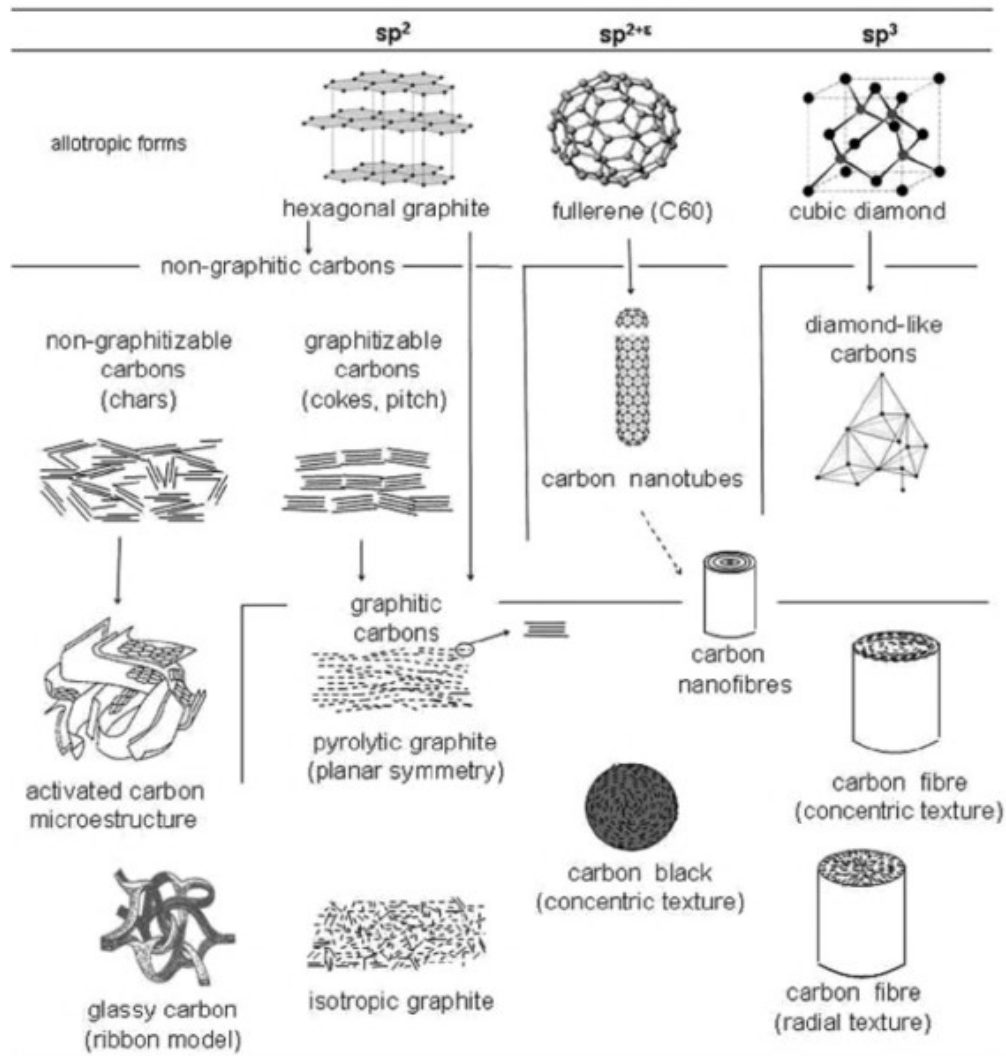 sp²
sp²⁺ᵋ
sp³
allotropic forms
hexagonal graphite
fullerene (C60)
cubic diamond
non-graphitic carbons
non-graphitizable
carbons
(chars)
graphitizable
carbons
(cokes, pitch)
carbon nanotubes
diamond-like
carbons
graphitic
carbons
pyrolytic graphite
(planar symmetry)
carbon
nanofibres
activated carbon
microestructure
carbon black
(concentric texture)
carbon fibre
(concentric texture)
glassy carbon
(ribbon model)
isotropic graphite
carbon fibre
(radial texture)